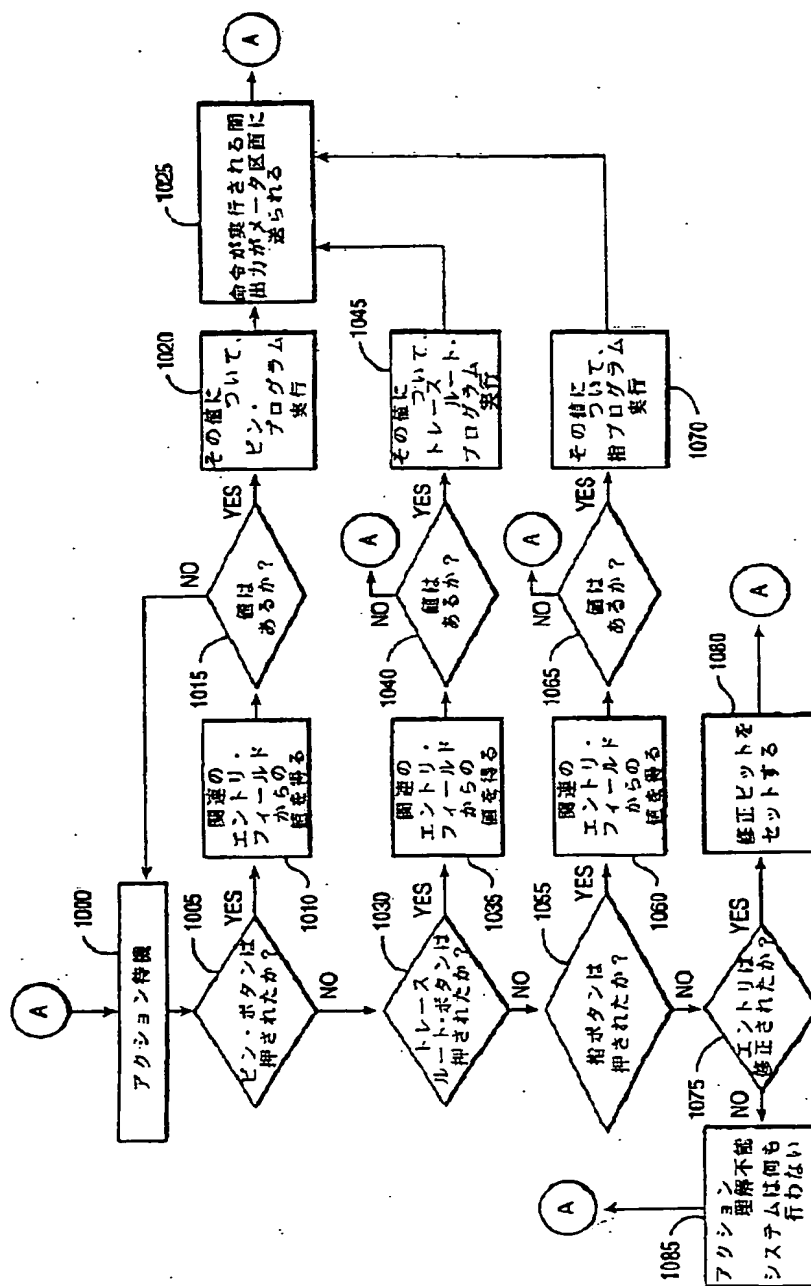 A
1000
アクション待機
1005
ピン・ボタンは
押されたか?
YES
NO
1010
関連の
エントリ・
フィールド
からの
値を得る
1015
値は
あるか?
NO
YES
1020
その値に
ついて、
ピン・
プログラム
実行
1025
命令が実行される間
出力がメータ区画に
送られる
A
1030
トレース
ルート・ボタンは
押されたか?
YES
NO
1035
関連の
エントリ・
フィールド
からの
値を得る
1040
値は
あるか?
NO
A
YES
1045
その値に
ついて、
トレース
ルート・
プログラム
実行
1055
指ボタンは
押されたか?
YES
NO
1060
関連の
エントリ・
フィールド
からの
値を得る
1065
値は
あるか?
NO
A
YES
その値に
ついて、
指プログラム
実行
1070
1075
エントリは
修正されたか?
YES
NO
1080
修正ビットを
セットする
A
1085
アクション
理解不能
システムは何も
行わない
A